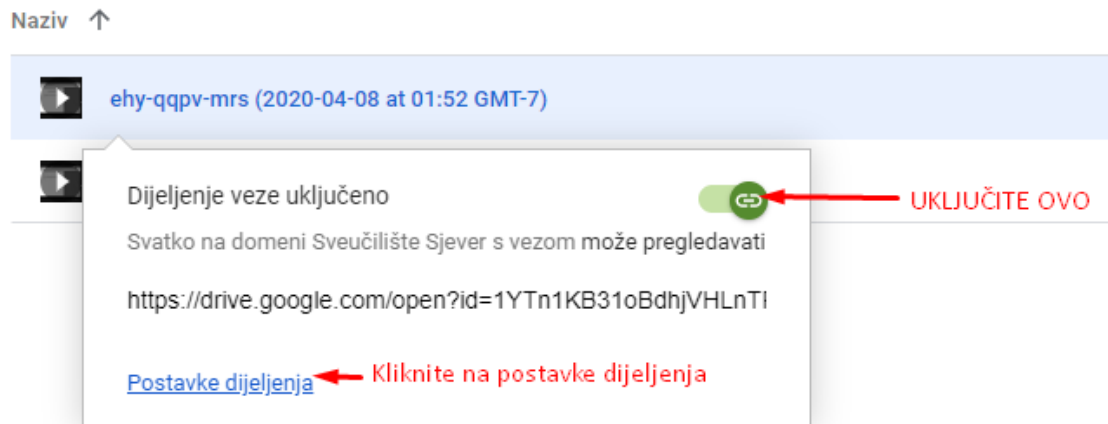 Naziv
ehy-qqpv-mrs (2020-04-08 at 01:52 GMT-7)
Dijeljenje veze uključeno
UKLJUČITE OVO
Svatko na domeni Sveučilište Sjever s vezom može pregledavati
https://drive.google.com/open?id=1YTn1KB31oBdhjVHLnT
Postavke dijeljenja
Kliknite na postavke dijeljenja